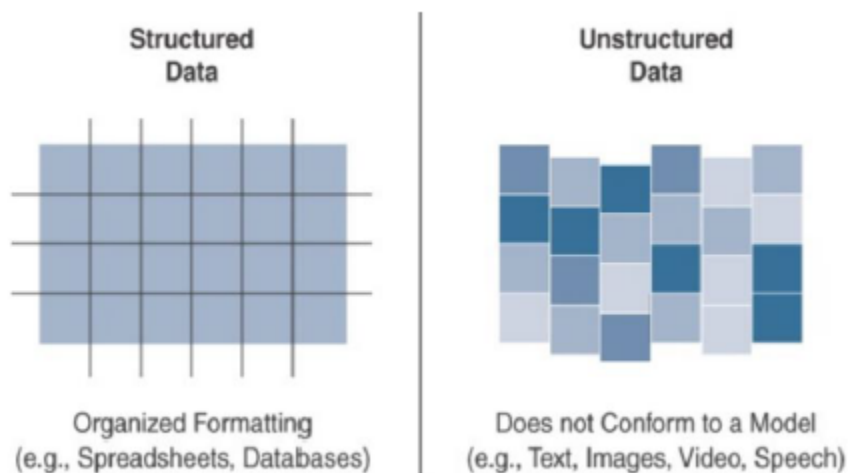 Structured
Data
Unstructured
Data
Organized Formatting
(e.g., Spreadsheets, Databases)
Does not Conform to a Model
(e.g., Text, Images, Video, Speech)